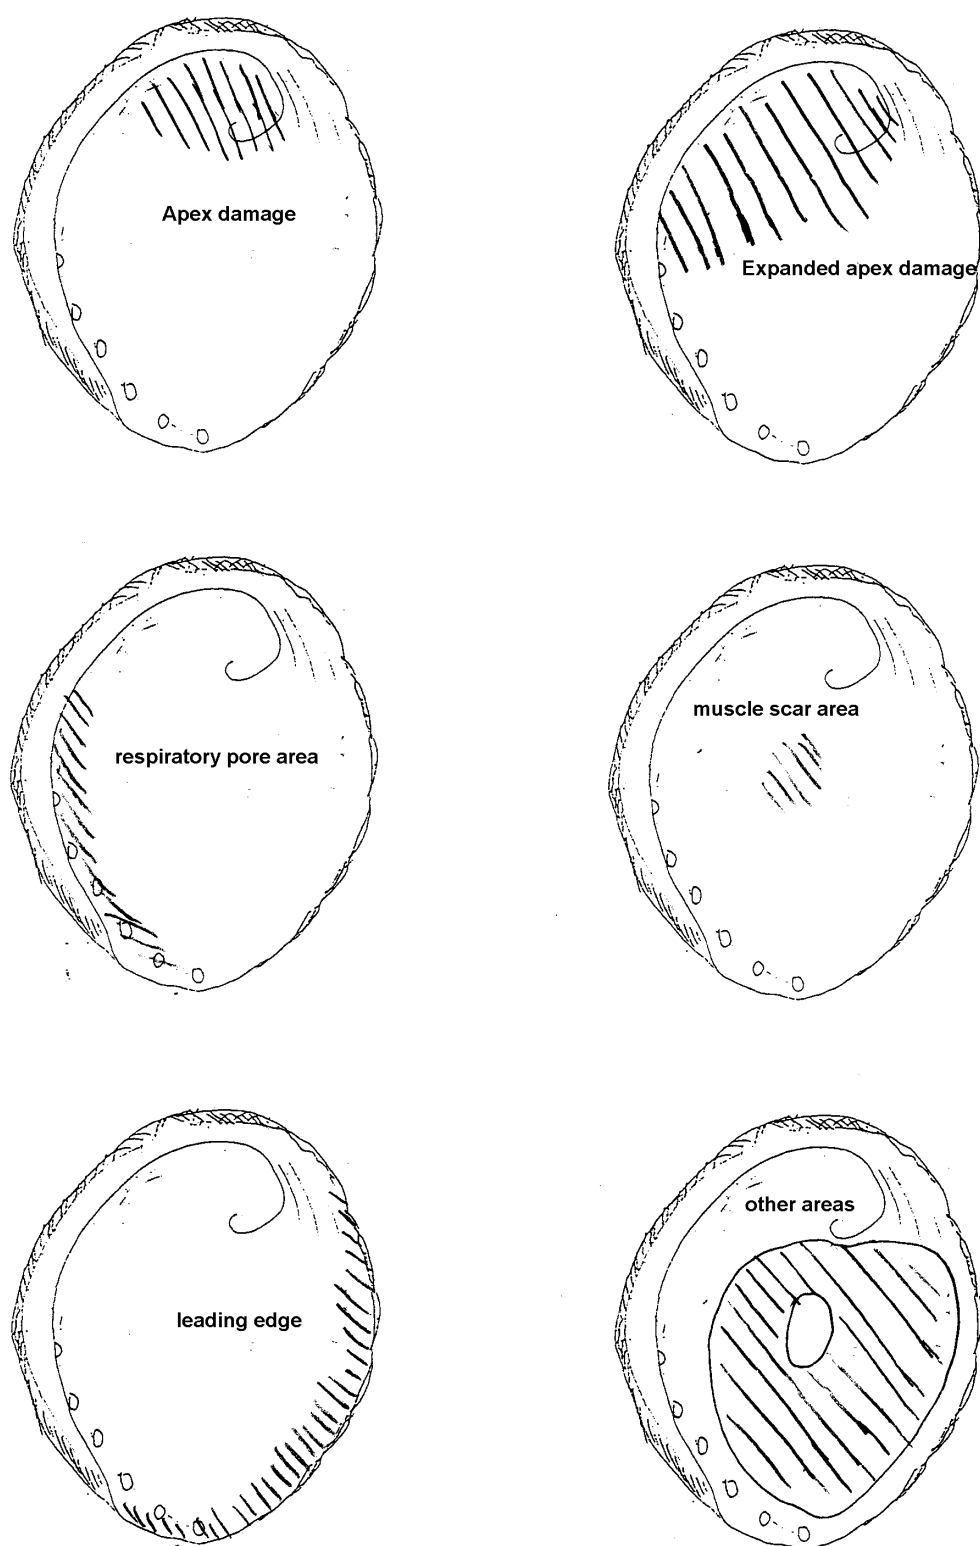 Apex damage
Expanded apex damage
respiratory pore area
muscle scar area
leading edge
other areas